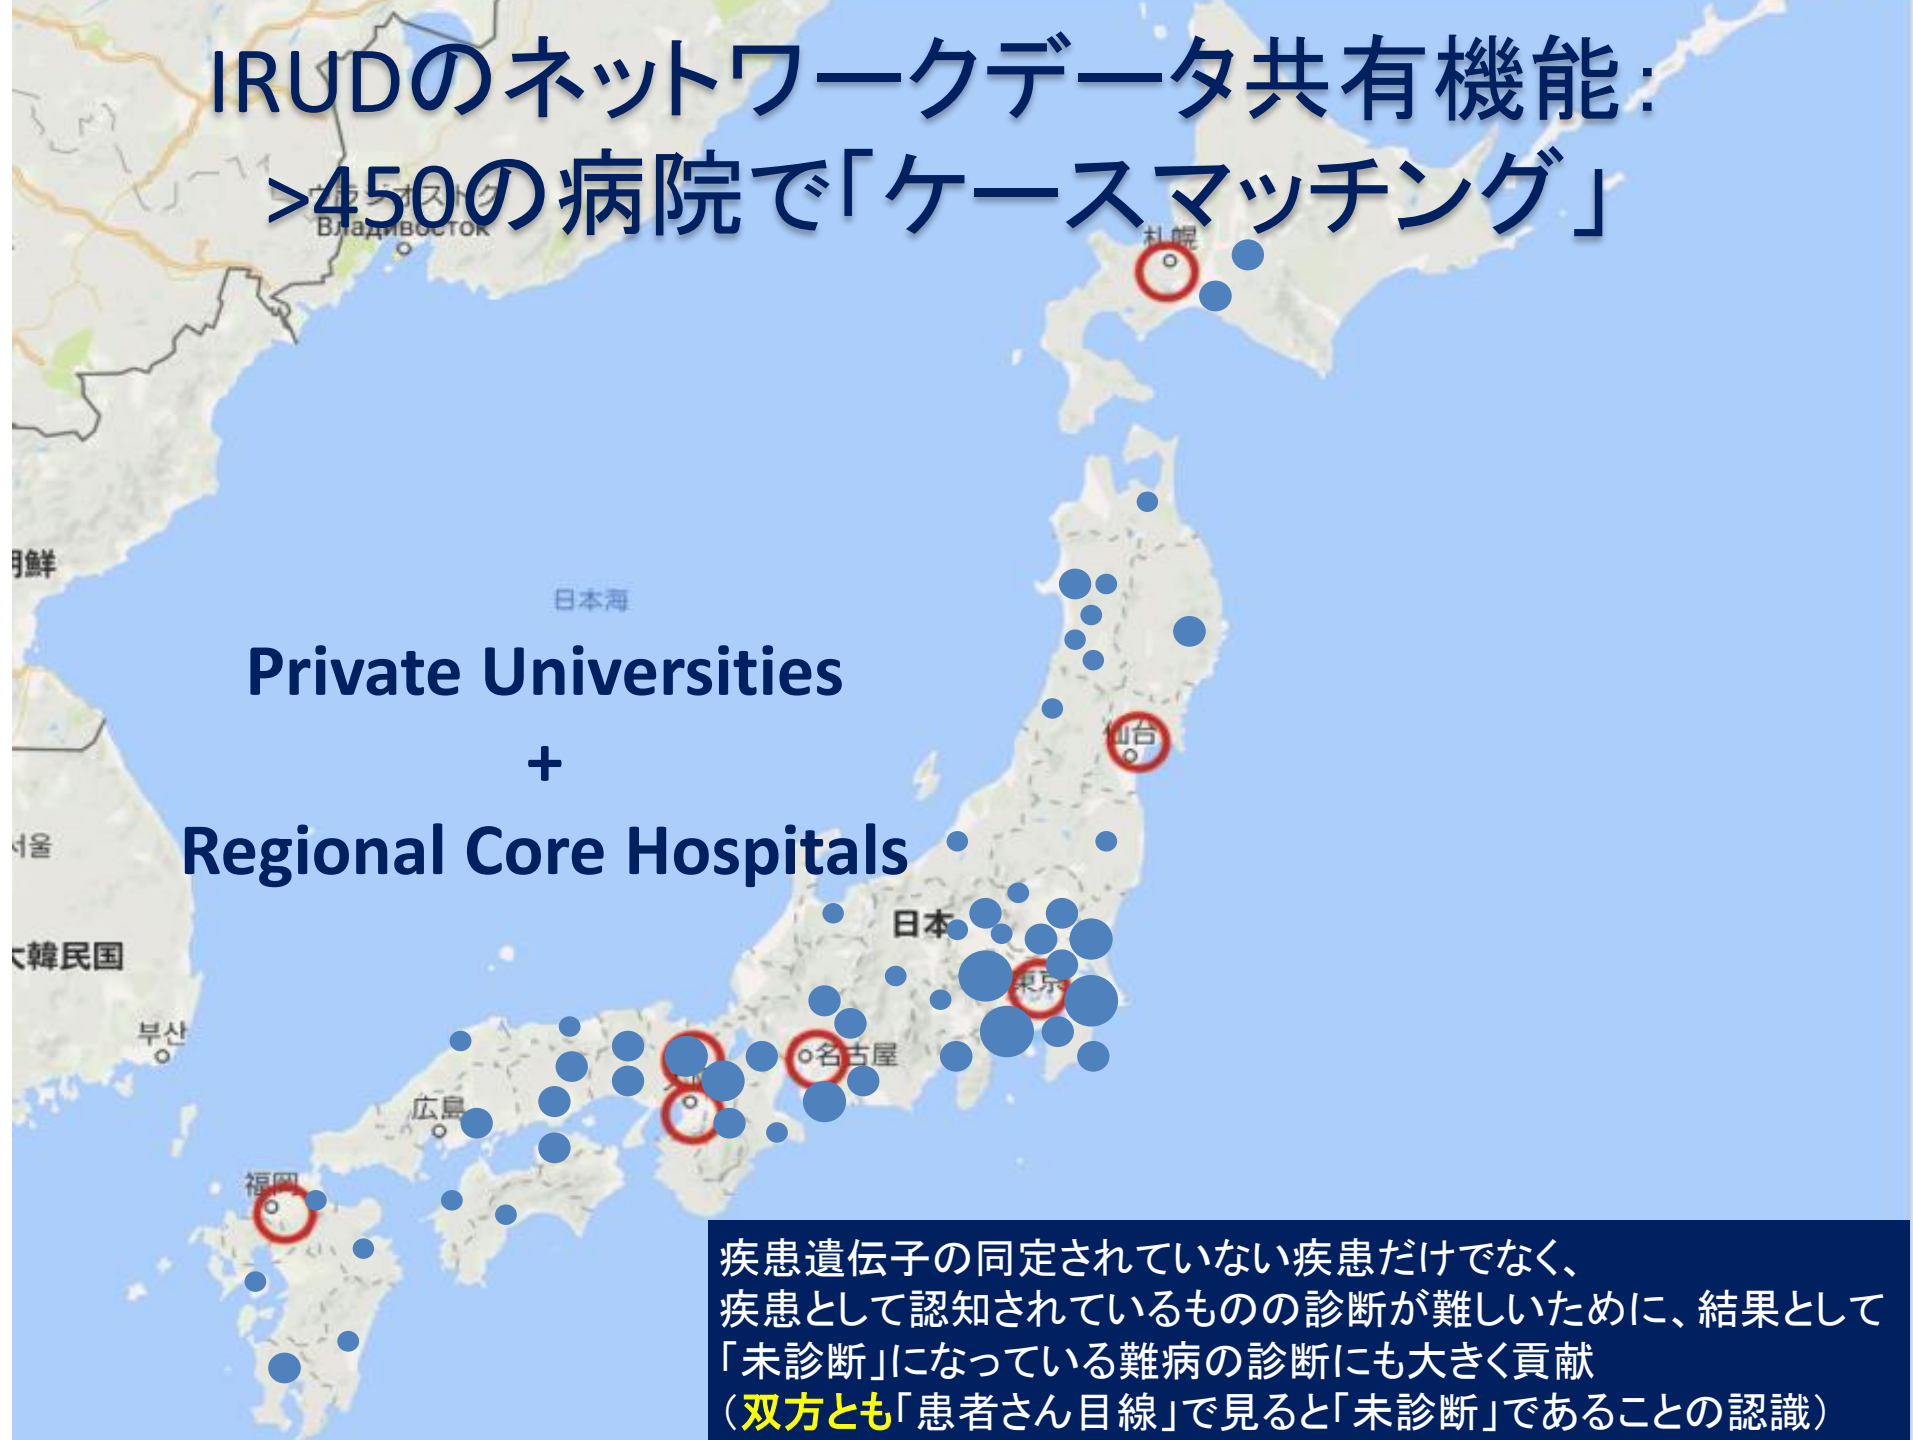 IRUDのネットワークデータ共有機能：
>450の病院で「ケースマッチング」
ウラジオストク
Владивосток
札幌
日本海
Private Universities
+
Regional Core Hospitals
仙台
日本
大韓民国
東京
부산
名古屋
広島
福岡
疾患遺伝子の同定されていない疾患だけでなく、
疾患として認知されているものの診断が難しいために、結果として
「未診断」になっている難病の診断にも大きく貢献
（双方とも「患者さん目線」で見ると「未診断」であることの認識）